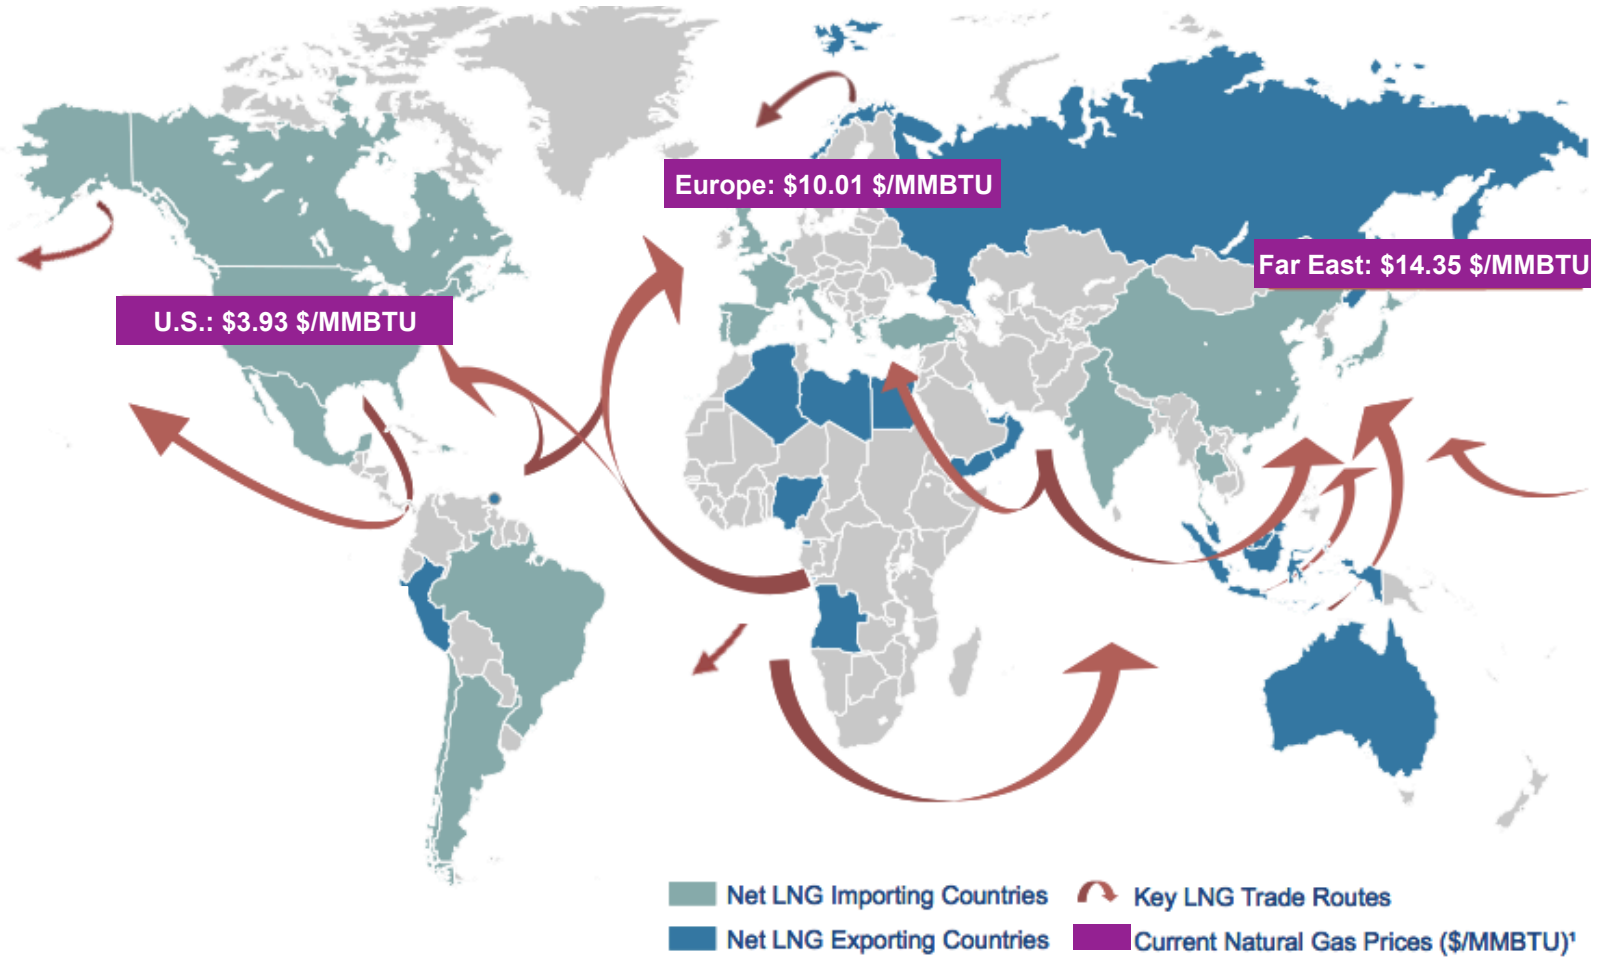 Europe: $10.01 $/MMBTU
Far East: $14.35 $/MMBTU
U.S.: $3.93 $/MMBTU
Net LNG Importing Countries
Key LNG Trade Routes
Net LNG Exporting Countries
Current Natural Gas Prices ($/MMBTU)¹